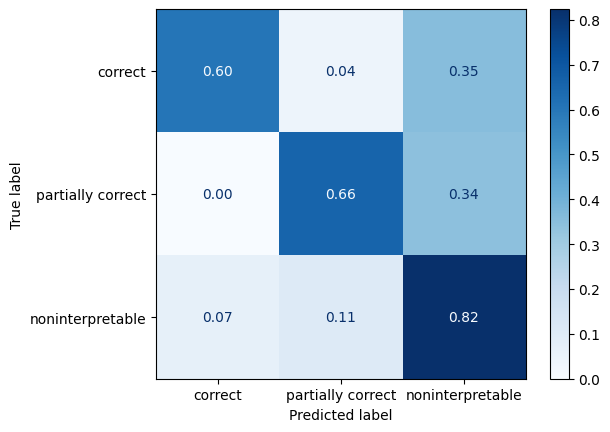 True label
correct
0.60 0.04 0.35
partially correct
0.00 0.66 0.34
noninterpretable
0.07 0.11 0.82
correct partially correct noninterpretable
Predicted label
0.8
0.7
0.6
0.5
0.4
0.3
0.2
0.1
0.0